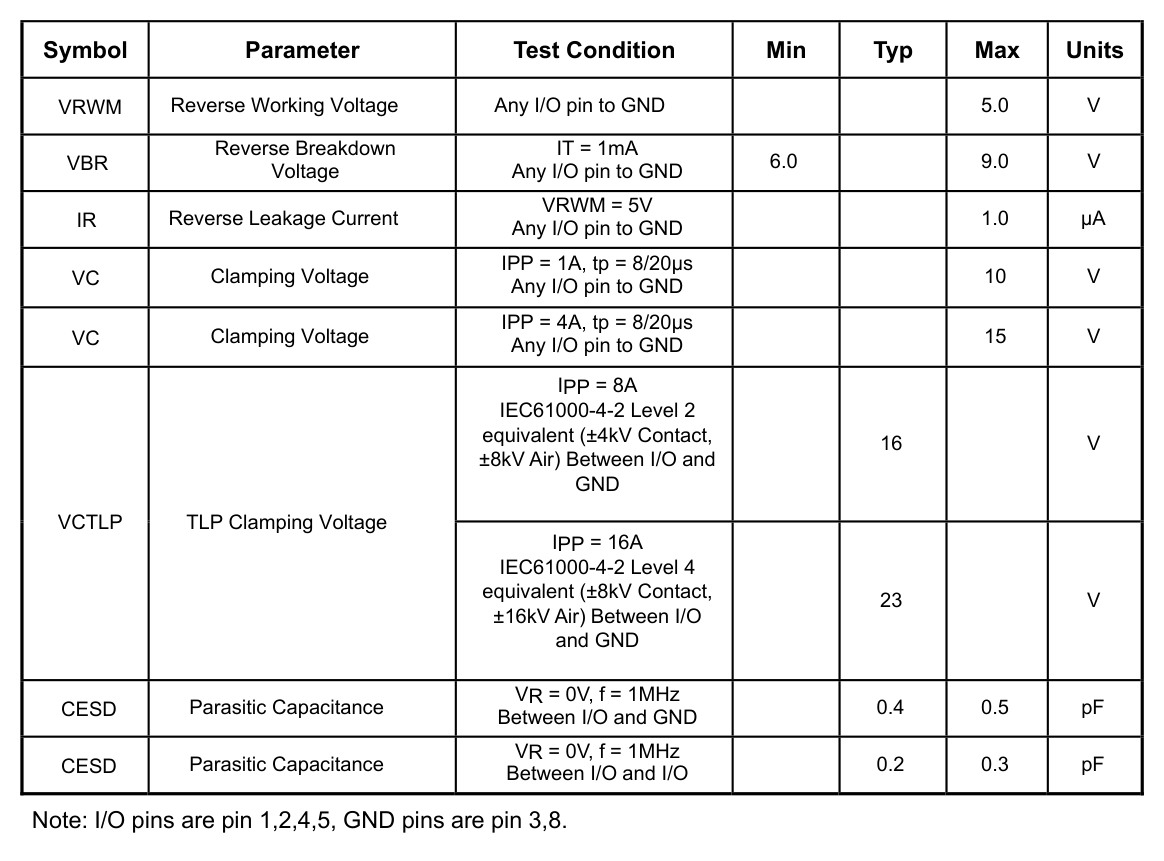 Symbol Parameter Test Condition Min Typ Max Units
VRWM Reverse Working Voltage Any I/O pin to GND 5.0 V
VBR Reverse Breakdown Voltage IT = 1mA
Any I/O pin to GND 6.0 9.0 V
IR Reverse Leakage Current VRWM = 5V
Any I/O pin to GND 1.0 µA
VC Clamping Voltage IPP = 1A, tp = 8/20µs
Any I/O pin to GND 10 V
VC Clamping Voltage IPP = 4A, tp = 8/20µs
Any I/O pin to GND 15 V
VCTLP TLP Clamping Voltage
IPP = 8A
IEC61000-4-2 Level 2
equivalent (±4kV Contact,
±8kV Air) Between I/O and
GND
16 V
IPP = 16A
IEC61000-4-2 Level 4
equivalent (±8kV Contact,
±16kV Air) Between I/O
and GND
23 V
CESD Parasitic Capacitance VR = 0V, f = 1MHz
Between I/O and GND 0.4 0.5 pF
CESD Parasitic Capacitance VR = 0V, f = 1MHz
Between I/O and I/O 0.2 0.3 pF
Note: I/O pins are pin 1,2,4,5, GND pins are pin 3,8.